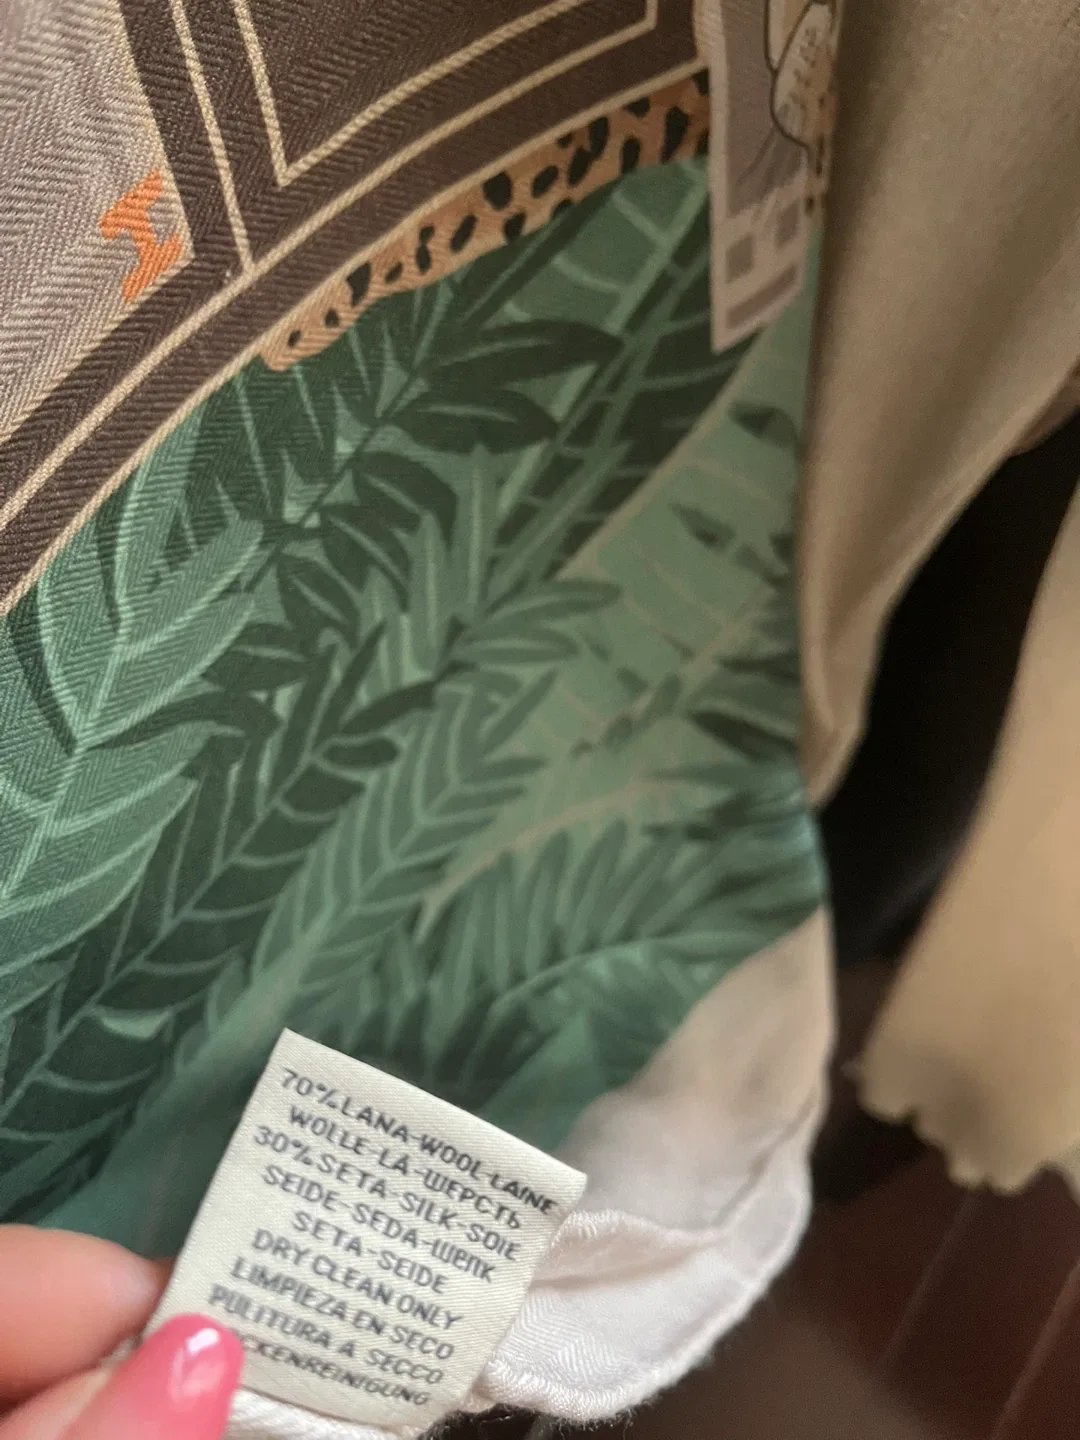 70%LANA-WOOL-LAINE
WOLLE-LA-ШЕРСТЬ
30%SETA-SILK-SOIE
SEIDE-SEDA-ШЕЛК
SETA-SEIDE
DRY CLEAN ONLY
LIMPIEZA EN SECO
PULITURA A SECCO
CKENREINIGUNG